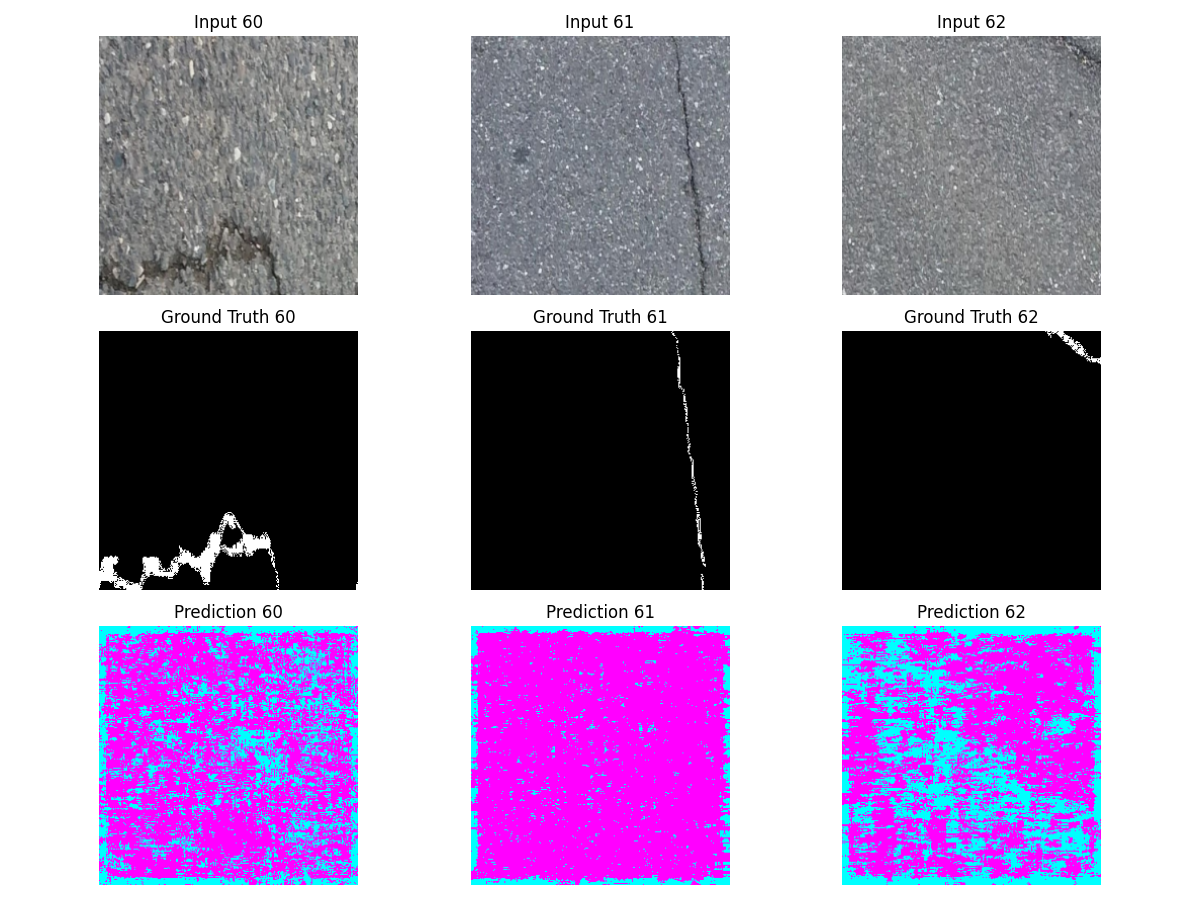 Input 60
Input 61
Input 62
Ground Truth 60
Ground Truth 61
Ground Truth 62
Prediction 60
Prediction 61
Prediction 62